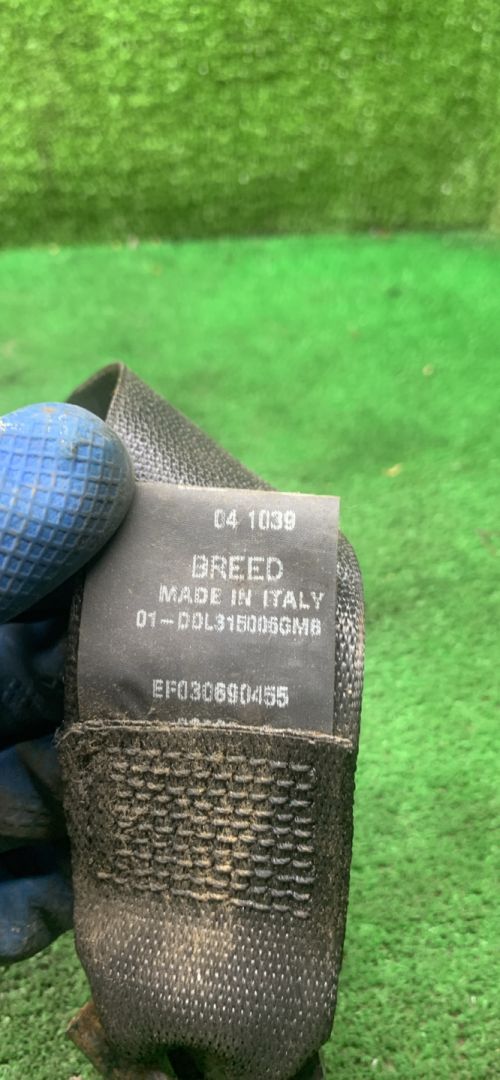 04 1039
BREED
MADE IN ITALY
01-DDL315006GMB
EF030690455